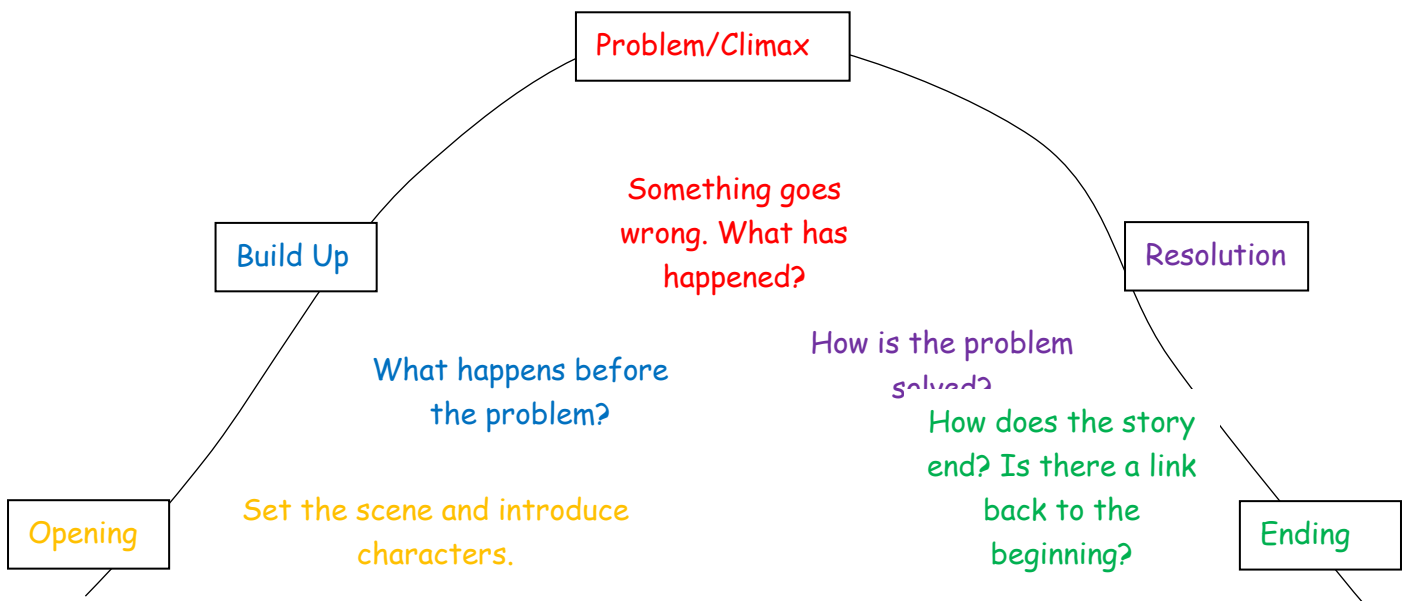 Problem/Climax
Something goes
wrong. What has
happened?
Build Up
Resolution
How is the problem
solved?
What happens before
the problem?
How does the story
end? Is there a link
back to the
beginning?
Opening
Set the scene and introduce
characters.
Ending